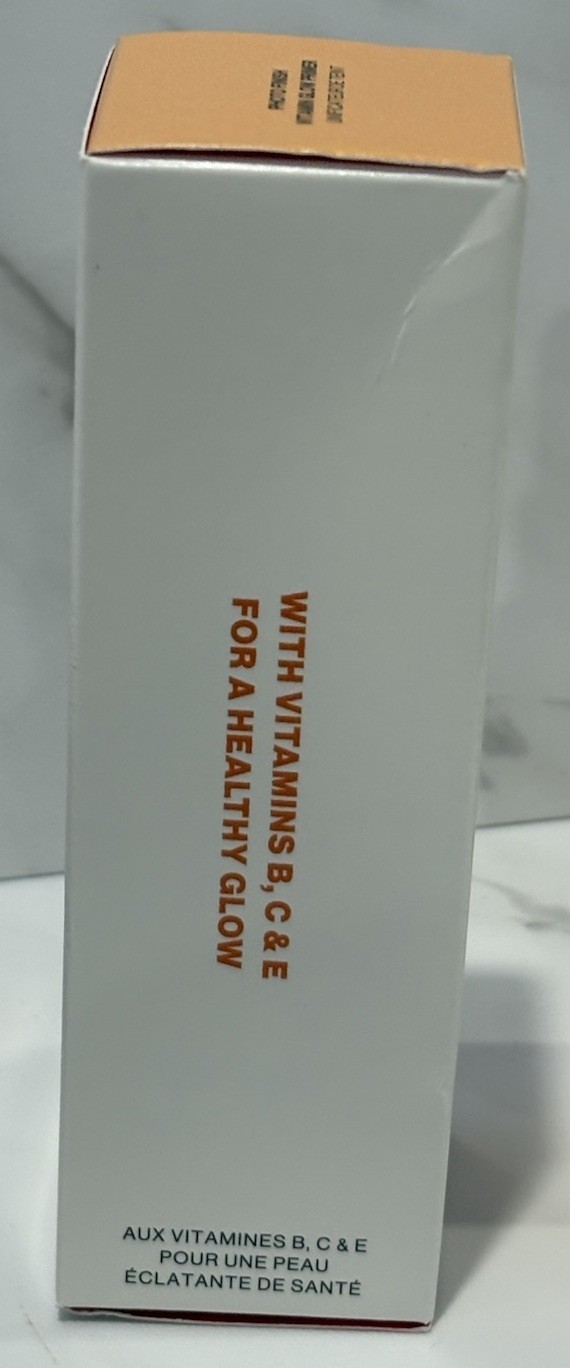 WITH VITAMINS B, C & E
FOR A HEALTHY GLOW
AUX VITAMINES B, C & E
POUR UNE PEAU
ÉCLATANTE DE SANTÉ